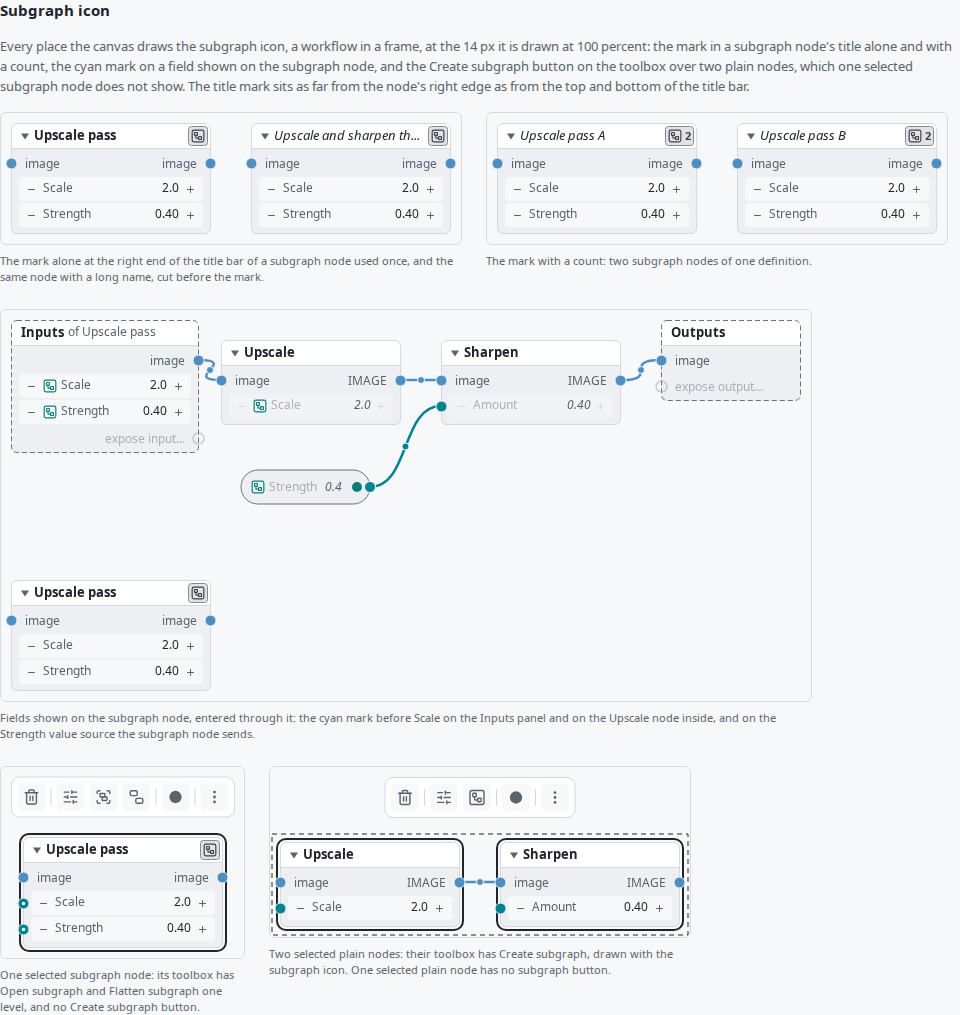 Subgraph icon
Every place the canvas draws the subgraph icon, a workflow in a frame, at the 14 px it is drawn at 100 percent: the mark in a subgraph node's title alone and with
a count, the cyan mark on a field shown on the subgraph node, and the Create subgraph button on the toolbox over two plain nodes, which one selected
subgraph node does not show. The title mark sits as far from the node's right edge as from the top and bottom of the title bar.
Upscale pass
image image
– Scale 2.0 +
– Strength 0.40 +
Upscale and sharpen th...
image image
– Scale 2.0 +
– Strength 0.40 +
The mark alone at the right end of the title bar of a subgraph node used once, and the
same node with a long name, cut before the mark.
Upscale pass A 2
image image
– Scale 2.0 +
– Strength 0.40 +
Upscale pass B 2
image image
– Scale 2.0 +
– Strength 0.40 +
The mark with a count: two subgraph nodes of one definition.
Inputs of Upscale pass
image
– Scale 2.0 +
– Strength 0.40 +
expose input...
Upscale
image IMAGE
– Scale 2.0 +
Sharpen
image IMAGE
– Amount 0.40 +
Outputs
image
expose output...
Strength 0.4
Upscale pass
image image
– Scale 2.0 +
– Strength 0.40 +
Fields shown on the subgraph node, entered through it: the cyan mark before Scale on the Inputs panel and on the Upscale node inside, and on the
Strength value source the subgraph node sends.
Upscale pass
image image
– Scale 2.0 +
– Strength 0.40 +
One selected subgraph node: its toolbox has
Open subgraph and Flatten subgraph one
level, and no Create subgraph button.
Upscale
image IMAGE
– Scale 2.0 +
Sharpen
image IMAGE
– Amount 0.40 +
Two selected plain nodes: their toolbox has Create subgraph, drawn with the
subgraph icon. One selected plain node has no subgraph button.